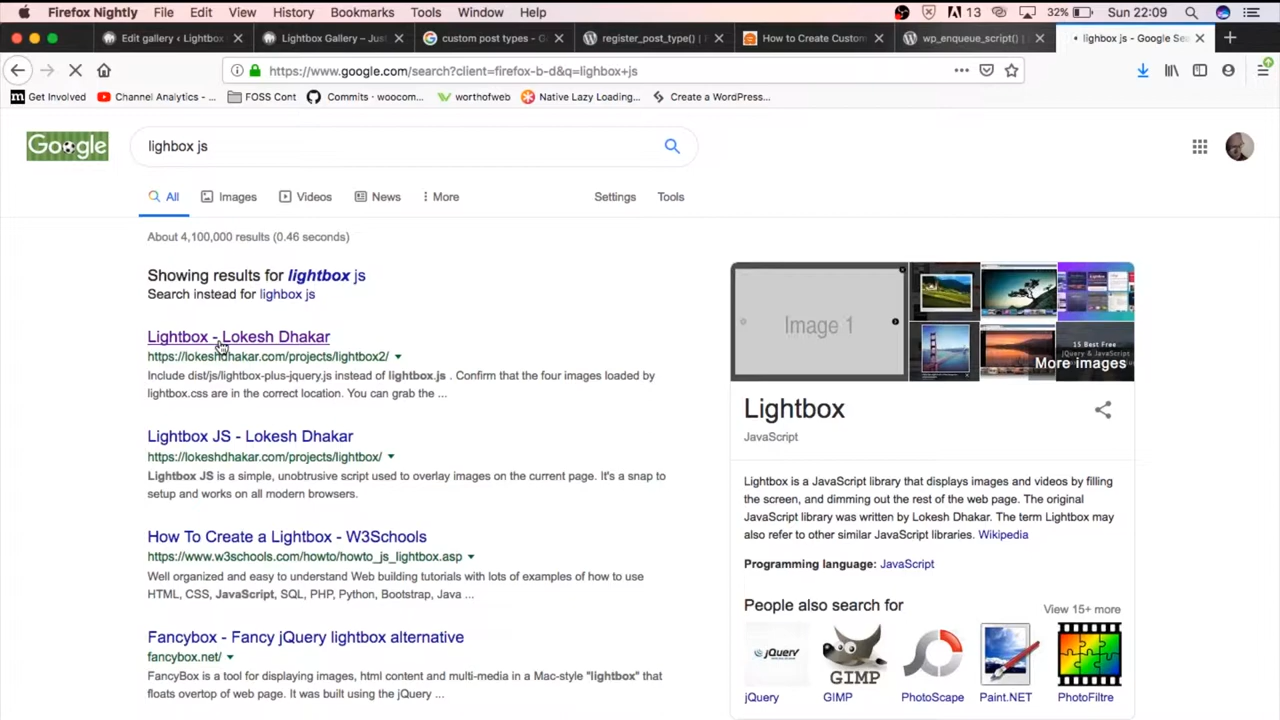 Firefox Nightly File Edit View History Bookmarks Tools Window Help 13 32% Sun 22:09
Edit gallery ‹ Lightbox Lightbox Gallery – Jus custom post types - G register_post_type() | How to Create Custom wp_enqueue_script() | lighbox js - Google Se
https://www.google.com/search?client=firefox-b-d&q=lighbox+js
Get Involved Channel Analytics - ... FOSS Cont Commits · woocom... worthofweb Native Lazy Loading... Create a WordPress...
Google lighbox js
All Images Videos News More Settings Tools
About 4,100,000 results (0.46 seconds)
Showing results for lightbox js
Search instead for lighbox js
Lightbox - Lokesh Dhakar
https://lokeshdhakar.com/projects/lightbox2/
Include dist/js/lightbox-plus-jquery.js instead of lightbox.js . Confirm that the four images loaded by
lightbox.css are in the correct location. You can grab the ...
Lightbox JS - Lokesh Dhakar
https://lokeshdhakar.com/projects/lightbox/
Lightbox JS is a simple, unobtrusive script used to overlay images on the current page. It's a snap to
setup and works on all modern browsers.
How To Create a Lightbox - W3Schools
https://www.w3schools.com/howto/howto_js_lightbox.asp
Well organized and easy to understand Web building tutorials with lots of examples of how to use
HTML, CSS, JavaScript, SQL, PHP, Python, Bootstrap, Java ...
Fancybox - Fancy jQuery lightbox alternative
fancybox.net/
FancyBox is a tool for displaying images, html content and multi-media in a Mac-style "lightbox" that
floats overtop of web page. It was built using the jQuery ...
Image 1
15 Best Free
jQuery & JavaScript
More images
Lightbox
JavaScript
Lightbox is a JavaScript library that displays images and videos by filling
the screen, and dimming out the rest of the web page. The original
JavaScript library was written by Lokesh Dhakar. The term Lightbox may
also refer to other similar JavaScript libraries. Wikipedia
Programming language: JavaScript
People also search for View 15+ more
jQuery GIMP
jQuery GIMP PhotoScape Paint.NET PhotoFiltre